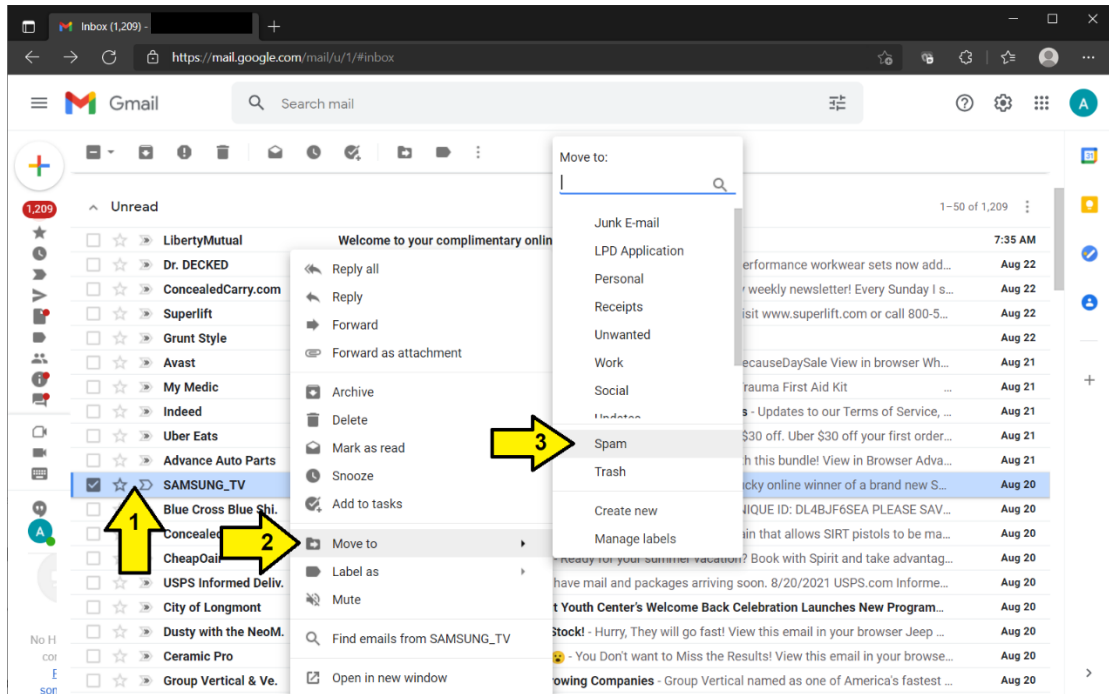 Inbox (1,209) -
https://mail.google.com/mail/u/1/#inbox
Gmail
Search mail
A
Move to:
31
1,209
Unread
1–50 of 1,209
Junk E-mail
LPD Application
Personal
Receipts
Unwanted
Work
Social
Updates
Spam
Trash
Create new
Manage labels
LibertyMutual Welcome to your complimentary onlin 7:35 AM
Dr. DECKED erformance workwear sets now add... Aug 22
ConcealedCarry.com weekly newsletter! Every Sunday I s... Aug 22
Superlift isit www.superlift.com or call 800-5... Aug 22
Grunt Style Aug 22
Avast ecauseDaySale View in browser Wh... Aug 21
My Medic rauma First Aid Kit ... Aug 21
Indeed s - Updates to our Terms of Service, ... Aug 21
Uber Eats $30 off. Uber $30 off your first order... Aug 21
Advance Auto Parts h this bundle! View in Browser Adva... Aug 21
SAMSUNG_TV ucky online winner of a brand new S... Aug 20
Blue Cross Blue Shi. NIQUE ID: DL4BJF6SEA PLEASE SAV... Aug 20
Conceale ain that allows SIRT pistols to be ma... Aug 20
CheapOair Ready for your summer vacation? Book with Spirit and take advantag... Aug 20
USPS Informed Deliv. have mail and packages arriving soon. 8/20/2021 USPS.com Informe... Aug 20
City of Longmont t Youth Center's Welcome Back Celebration Launches New Program... Aug 20
Dusty with the NeoM. Stock! - Hurry, They will go fast! View this email in your browser Jeep ... Aug 20
Ceramic Pro - You Don't want to Miss the Results! View this email in your browse... Aug 20
Group Vertical & Ve. owing Companies - Group Vertical named as one of America's fastest ... Aug 20
Reply all
Reply
Forward
Forward as attachment
Archive
Delete
Mark as read
Snooze
Add to tasks
Move to
Label as
Mute
Find emails from SAMSUNG_TV
Open in new window
1
2
3
A
No H
cor
son